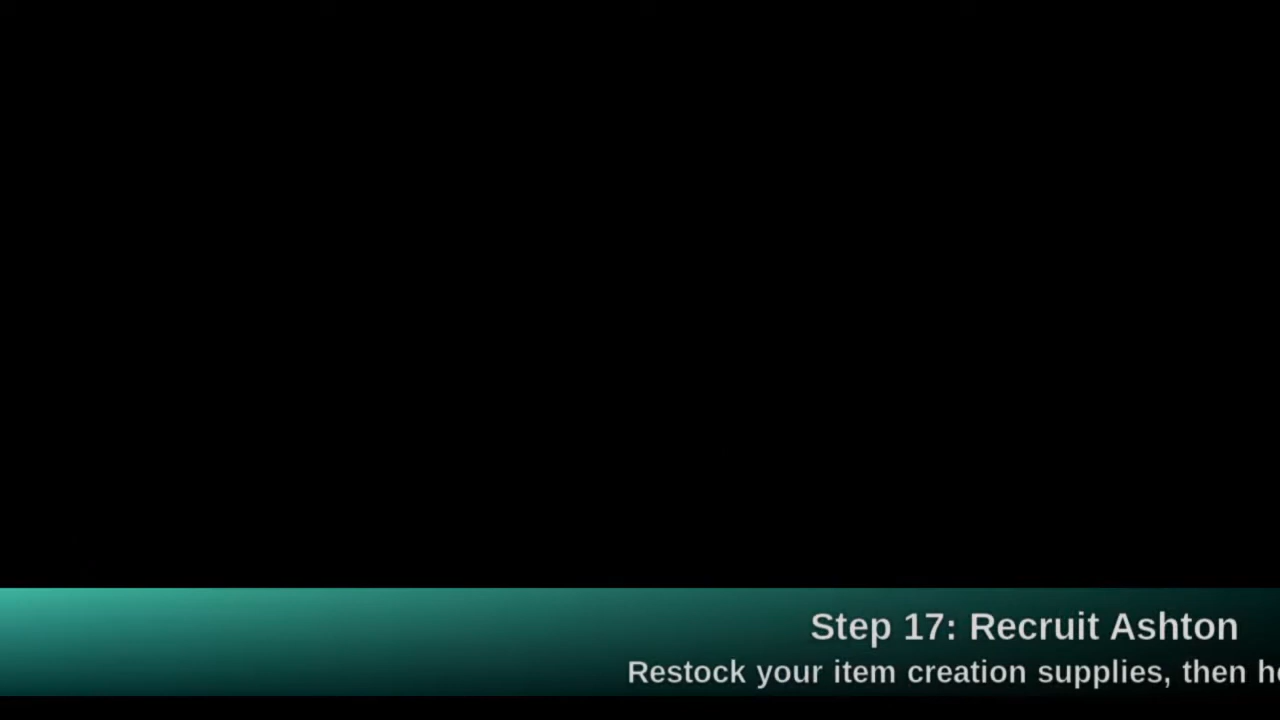 Step 17: Recruit Ashton
Restock your item creation supplies, then